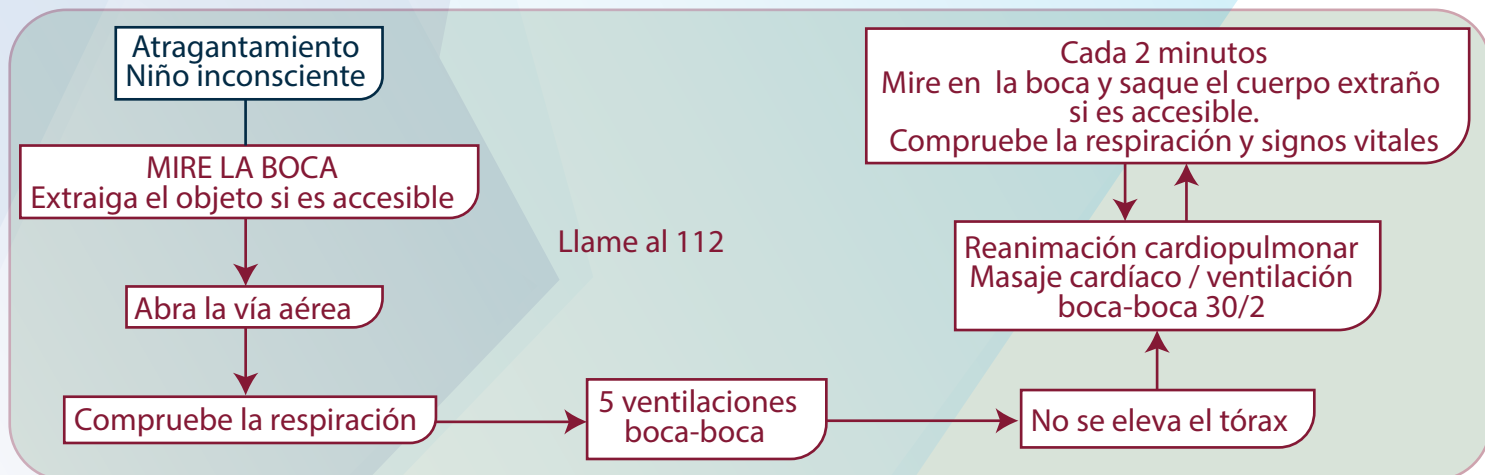 Atragantamiento
Niño inconsciente
MIRE LA BOCA
Extraiga el objeto si es accesible
Abra la vía aérea
Compruebe la respiración
Llame al 112
5 ventilaciones
boca-boca
No se eleva el tórax
Reanimación cardiopulmonar
Masaje cardíaco / ventilación
boca-boca 30/2
Cada 2 minutos
Mire en la boca y saque el cuerpo extraño
si es accesible.
Compruebe la respiración y signos vitales